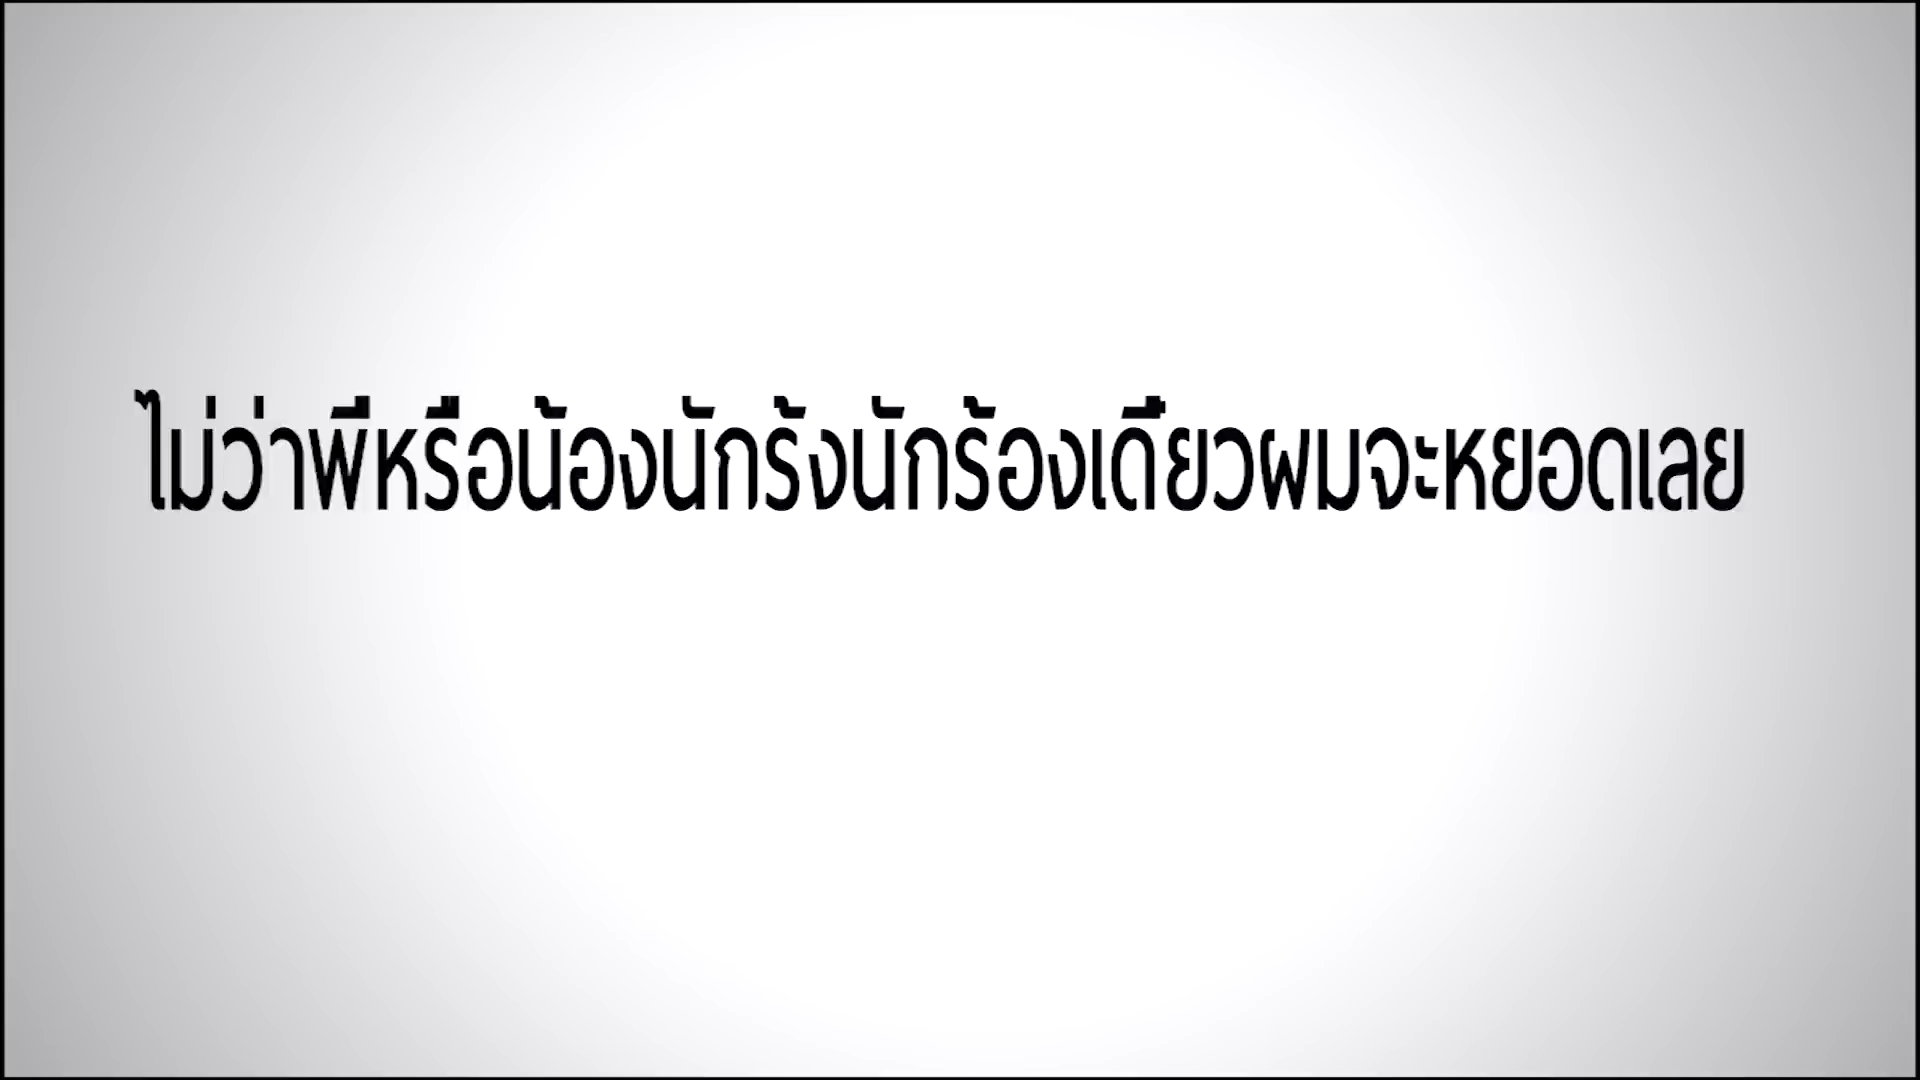 ไม่ว่าพี่หรือน้องนักร้งนักร้องเดี๋ยวผมจะหยอดเลย